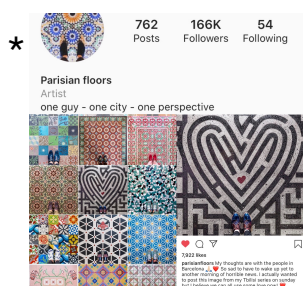 762 166K 54
Posts Followers Following
*
Parisian floors
Artist
one guy - one city - one perspective
7,922 likes
parisianfloors My thoughts are with the people in
Barcelona 🙏❤️ So sad to have to wake up yet to
another morning of horrible news. I actually wanted
to post this image from my Tbilisi series on sunday